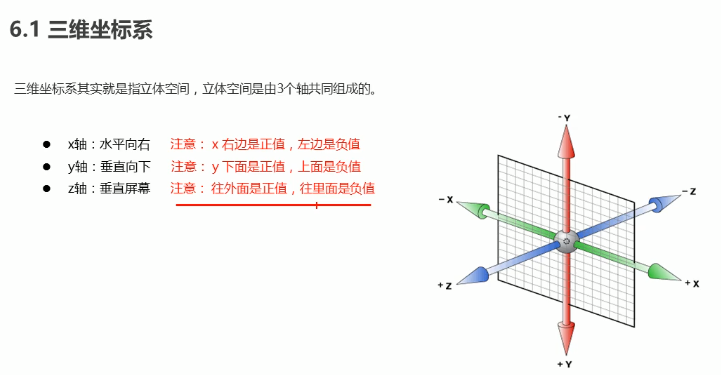 6.1 三维坐标系
三维坐标系其实就是指立体空间，立体空间是由3个轴共同组成的。
● x轴：水平向右 注意： x 右边是正值，左边是负值
● y轴：垂直向下 注意： y 下面是正值，上面是负值
● z轴：垂直屏幕 注意： 往外面是正值，往里面是负值
- Y
- X
- Z
+ Z
+ X
+ Y